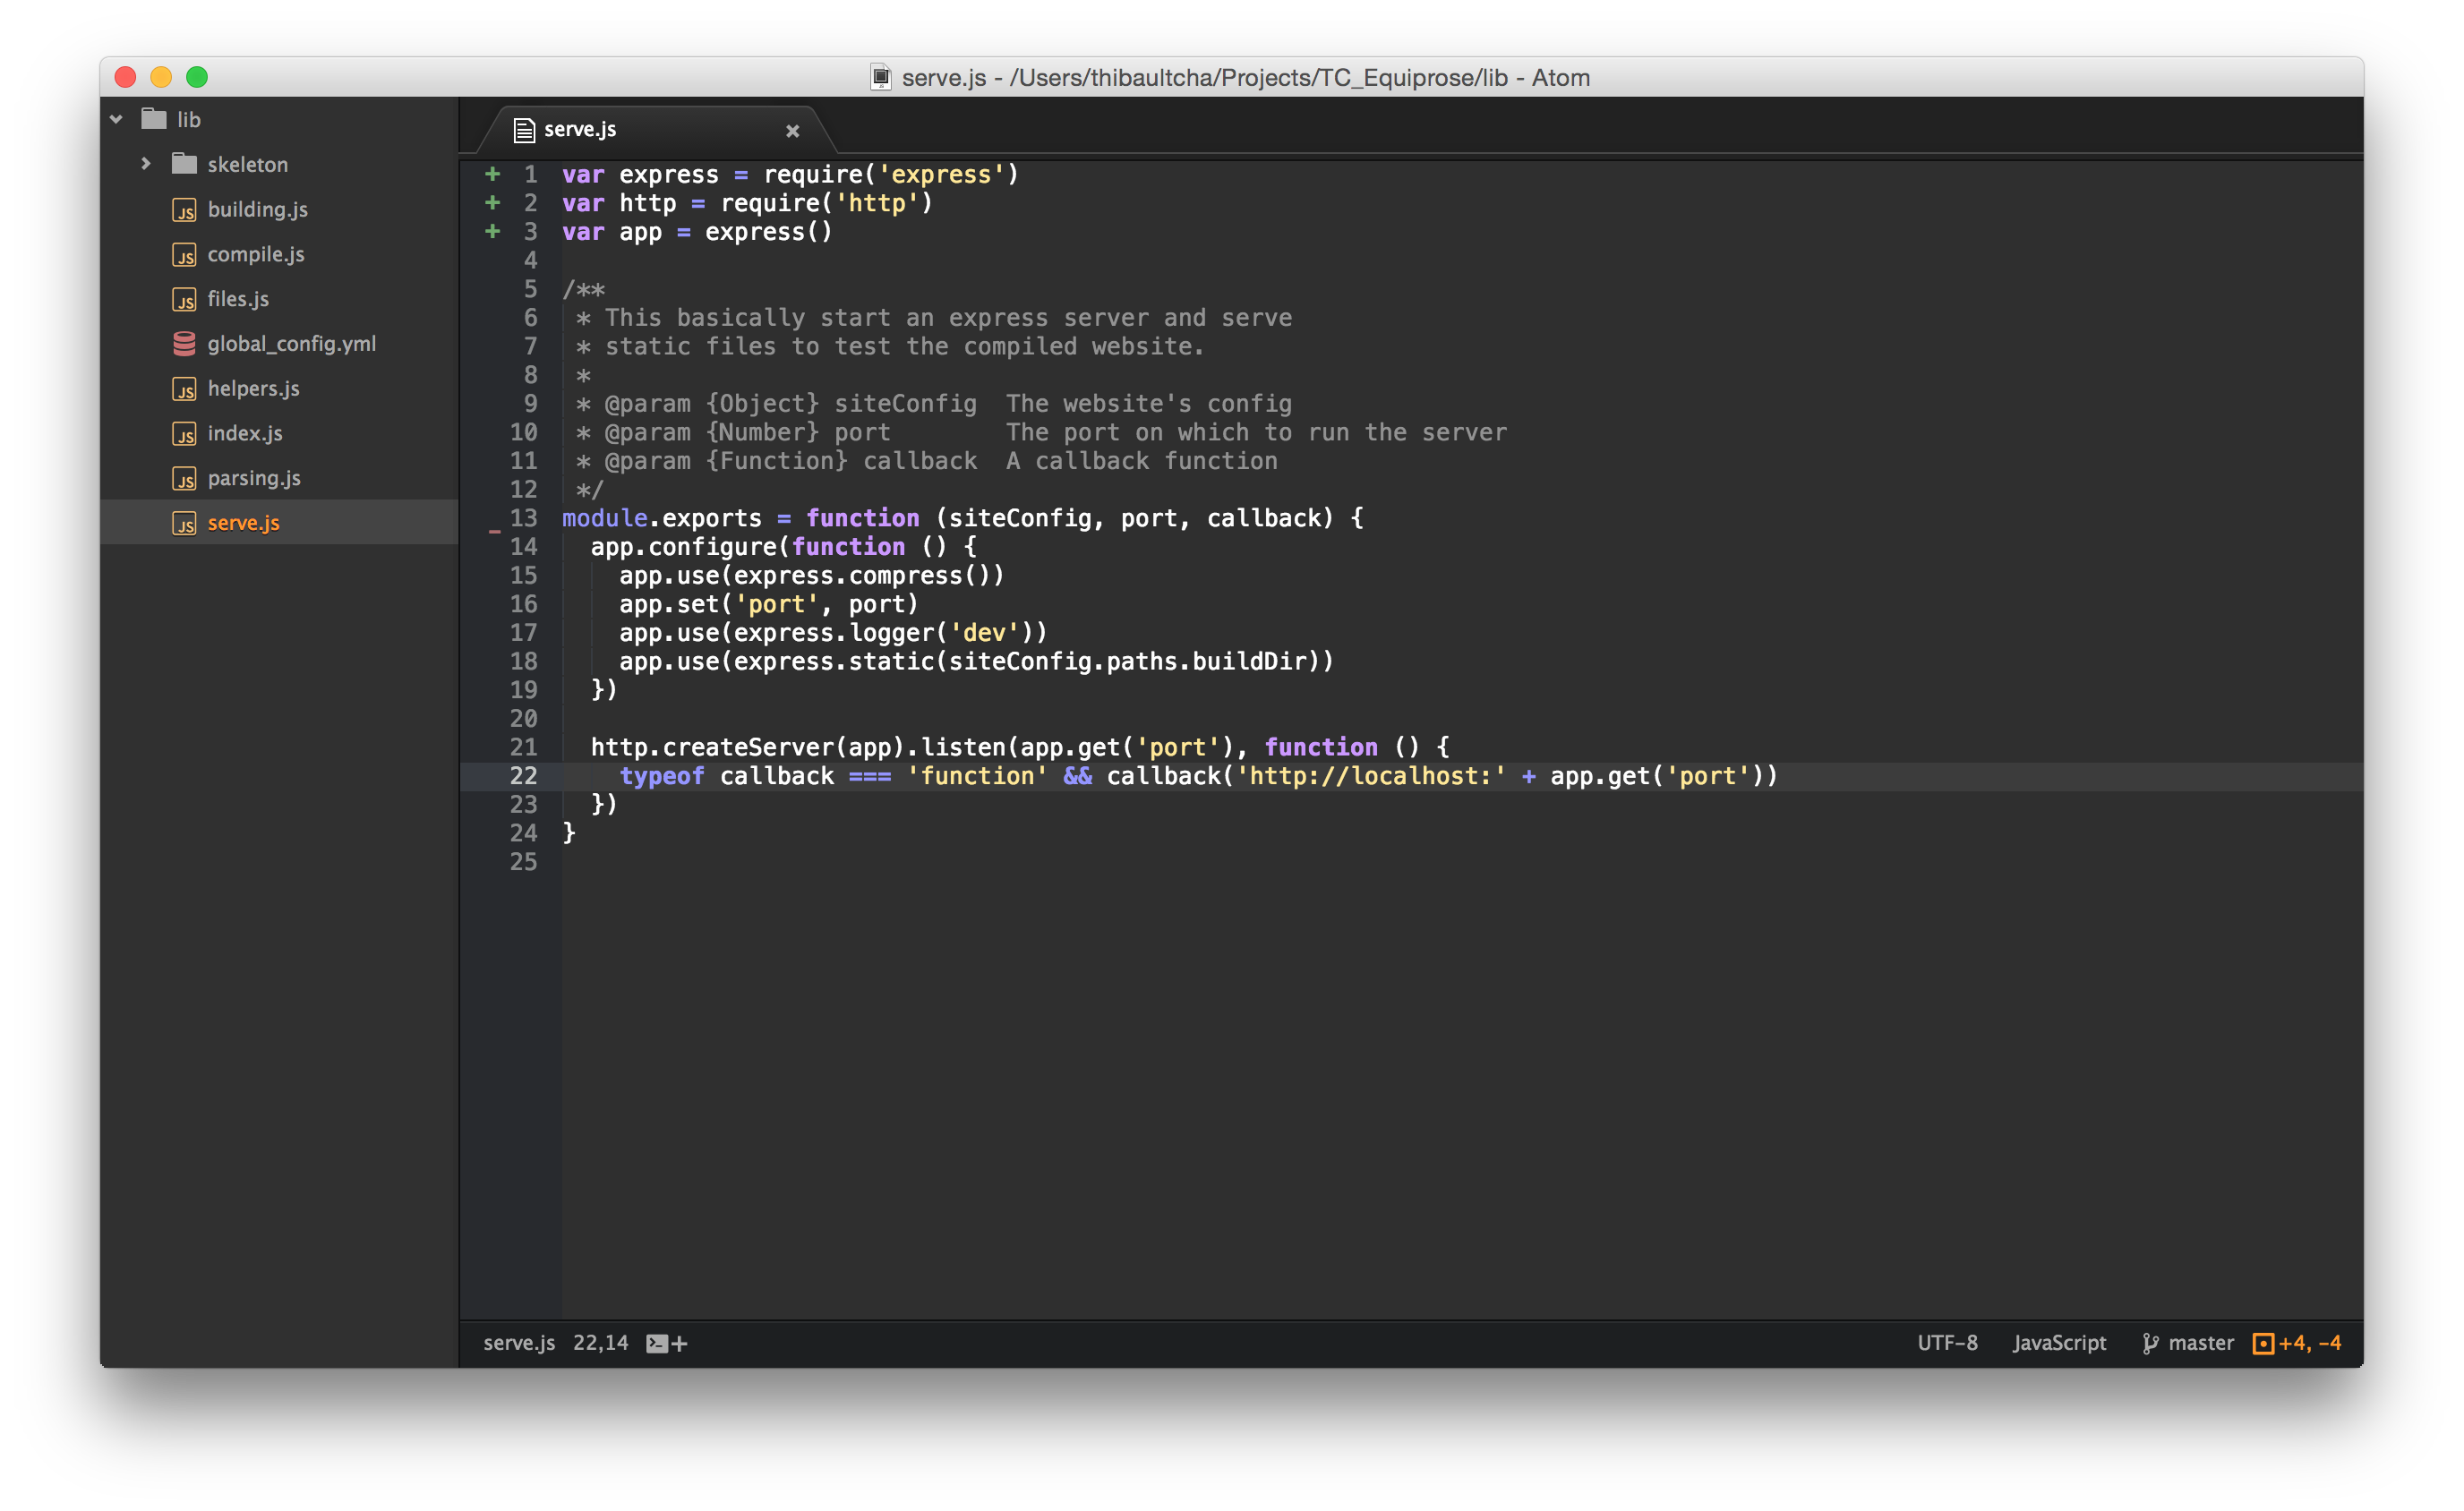 serve.js - /Users/thibaultcha/Projects/TC_Equiprose/lib - Atom
lib
skeleton
building.js
compile.js
files.js
global_config.yml
helpers.js
index.js
parsing.js
serve.js
serve.js
1 var express = require('express')
2 var http = require('http')
3 var app = express()
4
5 /**
6  * This basically start an express server and serve
7  * static files to test the compiled website.
8  *
9  * @param {Object} siteConfig  The website's config
10  * @param {Number} port        The port on which to run the server
11  * @param {Function} callback  A callback function
12  */
13 module.exports = function (siteConfig, port, callback) {
14   app.configure(function () {
15     app.use(express.compress())
16     app.set('port', port)
17     app.use(express.logger('dev'))
18     app.use(express.static(siteConfig.paths.buildDir))
19   })
20
21   http.createServer(app).listen(app.get('port'), function () {
22     typeof callback === 'function' && callback('http://localhost:' + app.get('port'))
23   })
24 }
25
serve.js 22,14 >_+ UTF-8 JavaScript master +4, -4